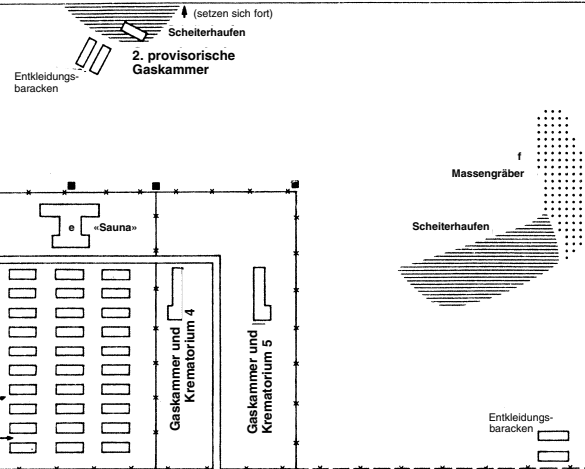 (setzen sich fort)
Scheiterhaufen
2. provisorische
Gaskammer
Entkleidungs-
baracken
f
Massengräber
Scheiterhaufen
e «Sauna»
Gaskammer und
Krematorium 4
Gaskammer und
Krematorium 5
Entkleidungs-
baracken